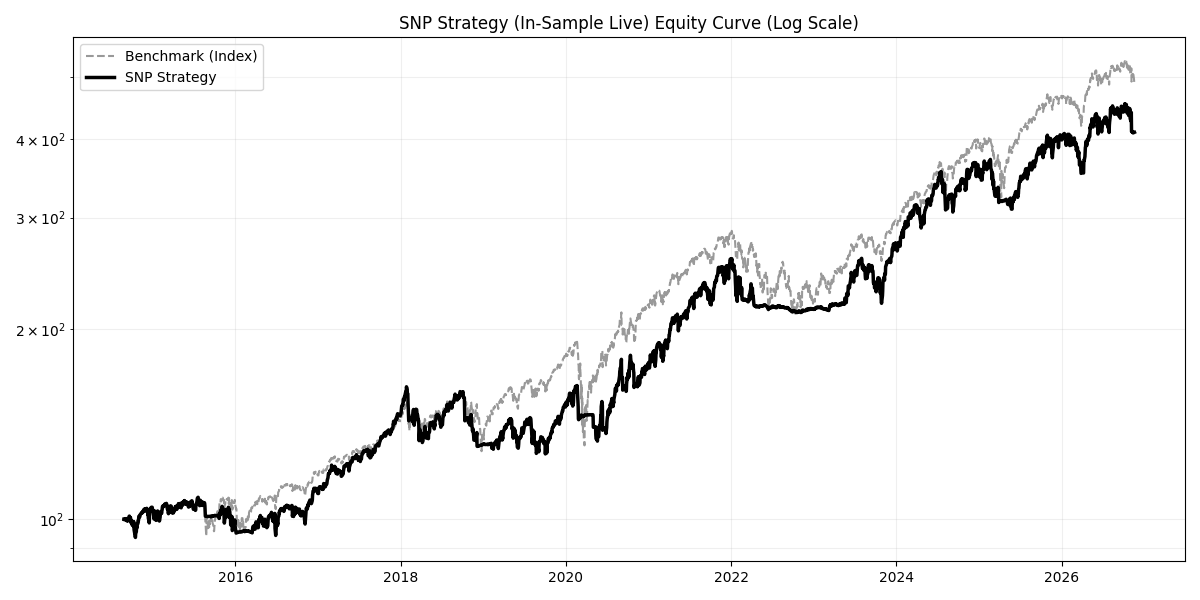 SNP Strategy (In-Sample Live) Equity Curve (Log Scale)
Benchmark (Index)
SNP Strategy
4 × 10²
3 × 10²
2 × 10²
10²
2016 2018 2020 2022 2024 2026